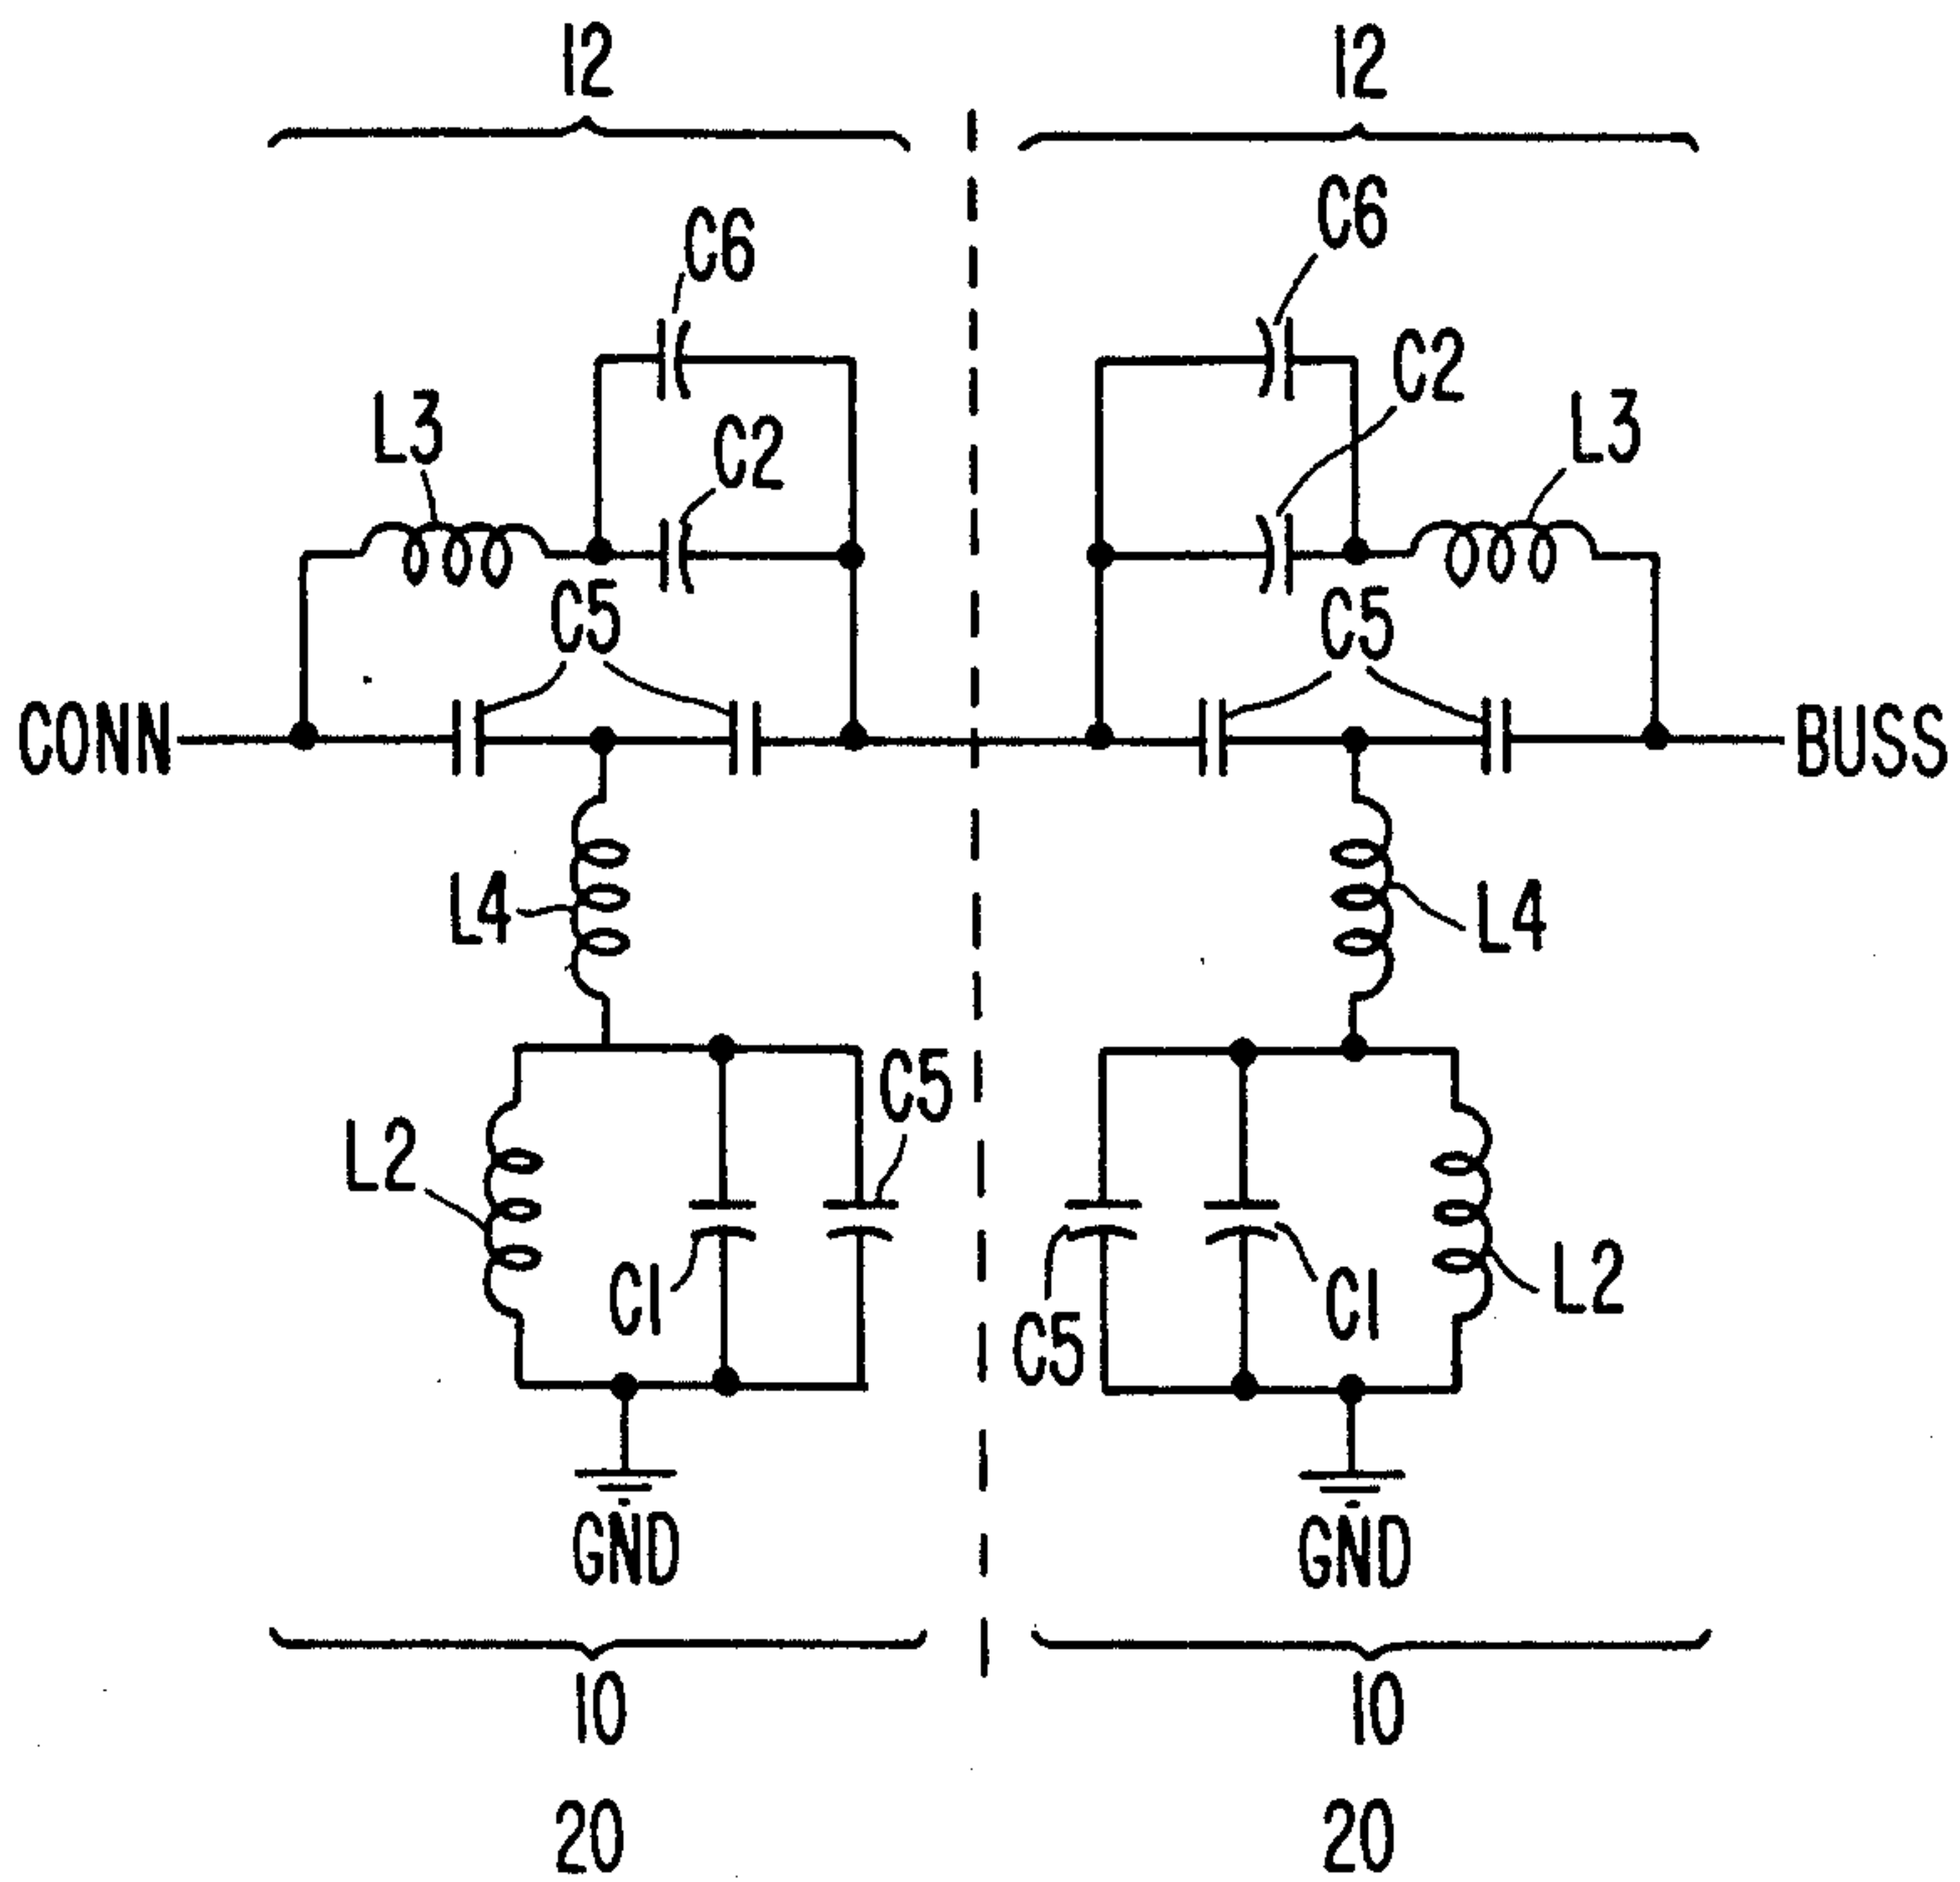 12 12
C6 C6
C2 L3
L3 C2
C5 C5
CONN BUSS
L4 L4
C5
L2
L2
C1 C1
C5
GND GND
10 10
20 20